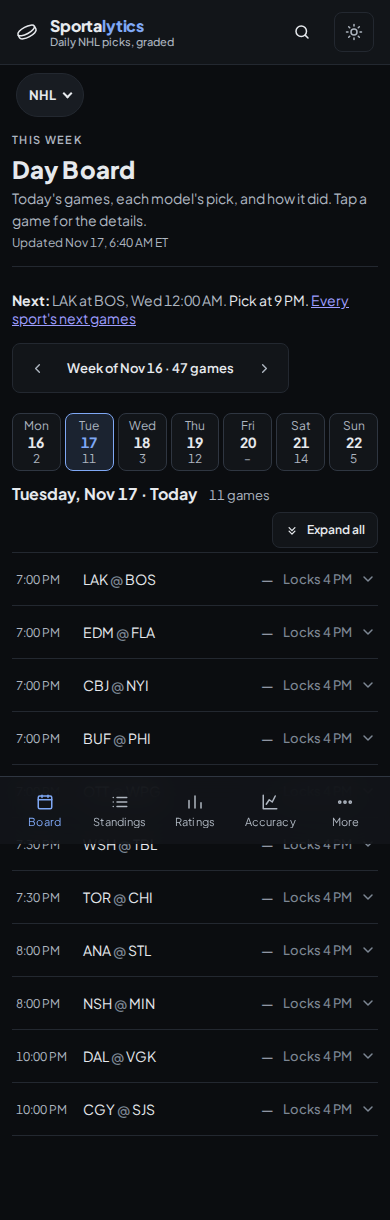 Sportalytics
Daily NHL picks, graded
NHL
THIS WEEK
Day Board
Today's games, each model's pick, and how it did. Tap a
game for the details.
Updated Nov 17, 6:40 AM ET
Next: LAK at BOS, Wed 12:00 AM. Pick at 9 PM. Every
sport's next games
Week of Nov 16 · 47 games
Mon Tue Wed Thu Fri Sat Sun
16 17 18 19 20 21 22
2 11 3 12 – 14 5
Tuesday, Nov 17 · Today 11 games
Expand all
7:00 PM LAK @ BOS — Locks 4 PM
7:00 PM EDM @ FLA — Locks 4 PM
7:00 PM CBJ @ NYI — Locks 4 PM
7:00 PM BUF @ PHI — Locks 4 PM
Board Standings Ratings Accuracy More
7:30 PM WSH @ TBL — Locks 4 PM
7:30 PM TOR @ CHI — Locks 4 PM
8:00 PM ANA @ STL — Locks 4 PM
8:00 PM NSH @ MIN — Locks 4 PM
10:00 PM DAL @ VGK — Locks 4 PM
10:00 PM CGY @ SJS — Locks 4 PM